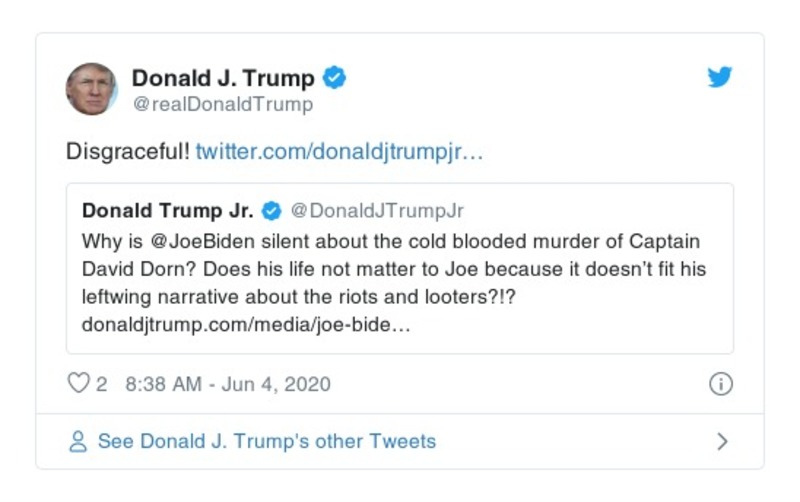 Donald J. Trump
@realDonaldTrump
Disgraceful! twitter.com/donaldjtrumpjr…
Donald Trump Jr. @DonaldJTrumpJr
Why is @JoeBiden silent about the cold blooded murder of Captain
David Dorn? Does his life not matter to Joe because it doesn't fit his
leftwing narrative about the riots and looters?!?
donaldjtrump.com/media/joe-bide…
2 8:38 AM - Jun 4, 2020
See Donald J. Trump's other Tweets